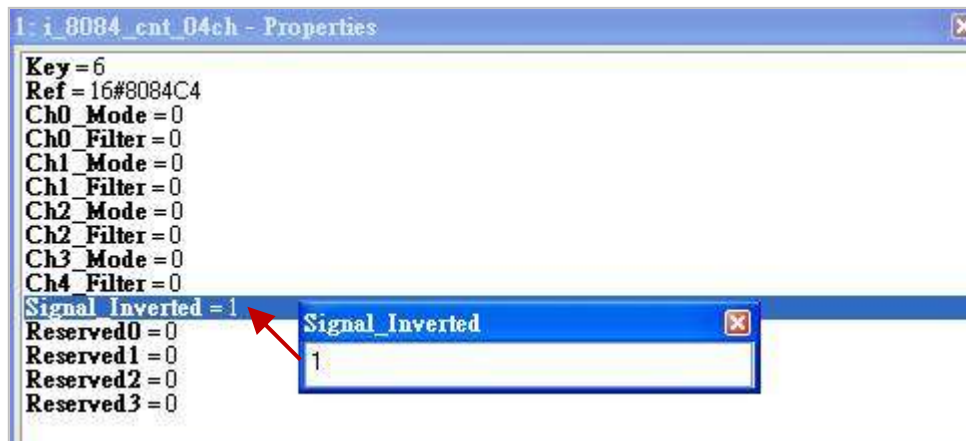 1: i_8084_cnt_04ch - Properties
Key = 6
Ref = 16#8084C4
Ch0_Mode = 0
Ch0_Filter = 0
Ch1_Mode = 0
Ch1_Filter = 0
Ch2_Mode = 0
Ch2_Filter = 0
Ch3_Mode = 0
Ch4_Filter = 0
Signal_Inverted = 1
Reserved0 = 0
Reserved1 = 0
Reserved2 = 0
Reserved3 = 0
Signal_Inverted
1